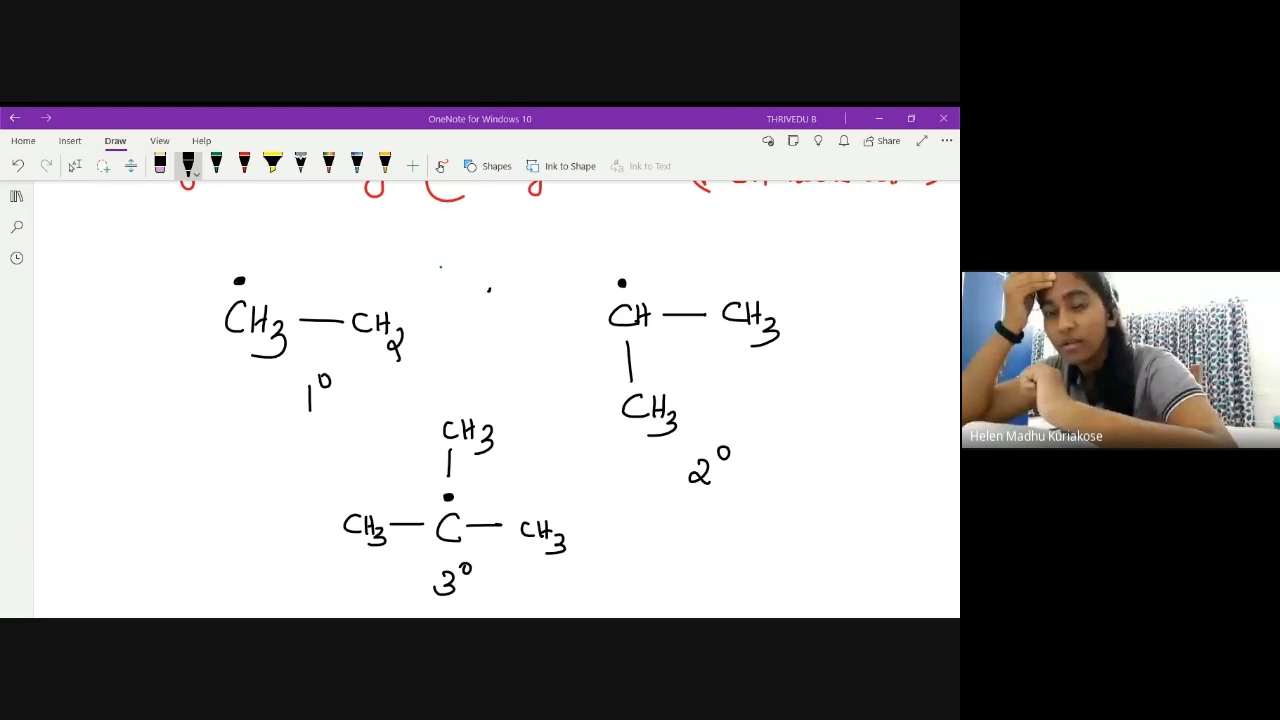 OneNote for Windows 10
THRIVEDU B
Home Insert Draw View Help
Share
Shapes Ink to Shape Ink to Text
CH3 — CH2
1°
CH — CH3
CH3
2°
CH3
CH3 — C — CH3
3°
Helen Madhu Kuriakose